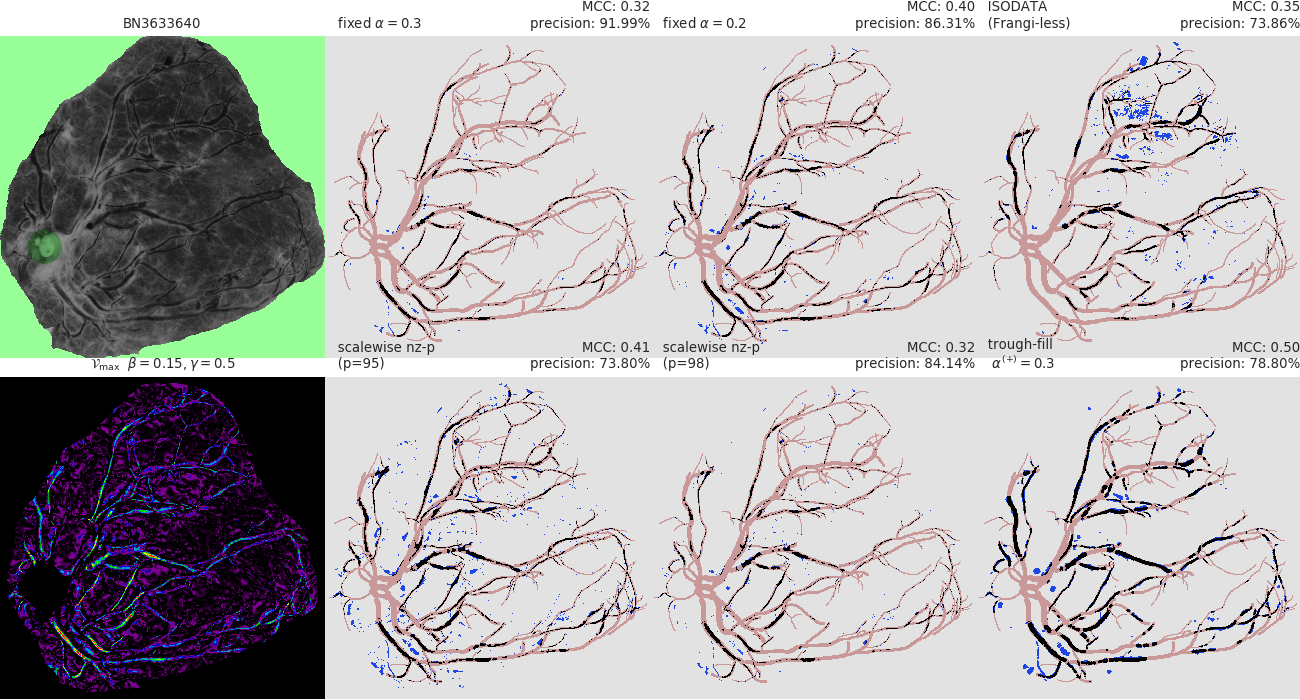 BN3633640
fixed α = 0.3
MCC: 0.32
precision: 91.99%
fixed α = 0.2
MCC: 0.40
precision: 86.31%
ISODATA
(Frangi-less)
MCC: 0.35
precision: 73.86%
𝒱max β = 0.15, γ = 0.5
scalewise nz-p
(p=95)
MCC: 0.41
precision: 73.80%
scalewise nz-p
(p=98)
MCC: 0.32
precision: 84.14%
trough-fill
α(+) = 0.3
MCC: 0.50
precision: 78.80%